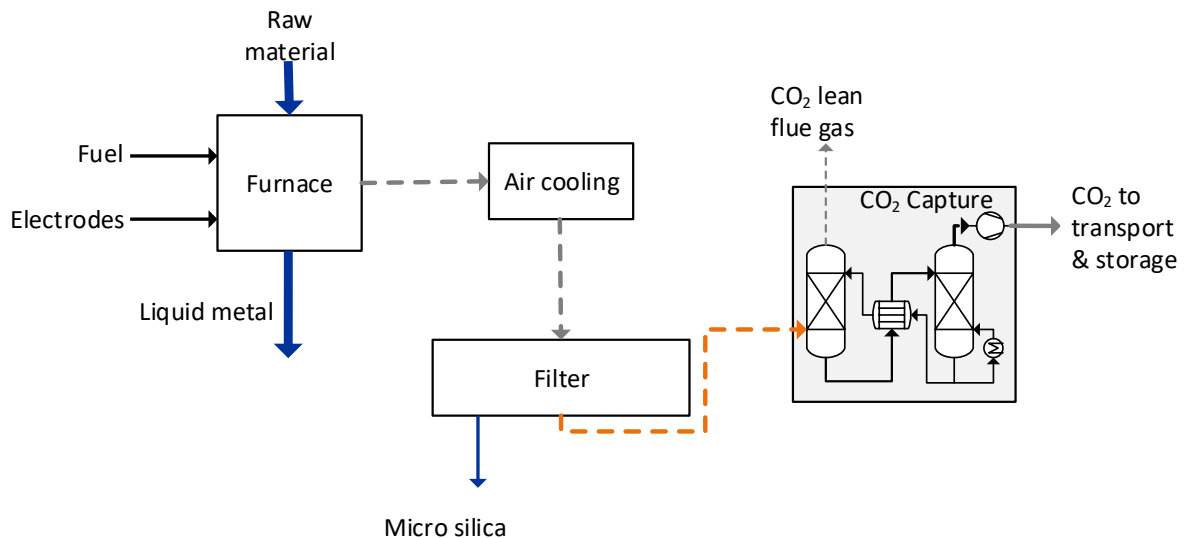 Raw
material
Fuel
Furnace
Electrodes
Liquid metal
Air cooling
Filter
Micro silica
CO₂ lean
flue gas
CO₂ Capture
CO₂ to
transport
& storage
M